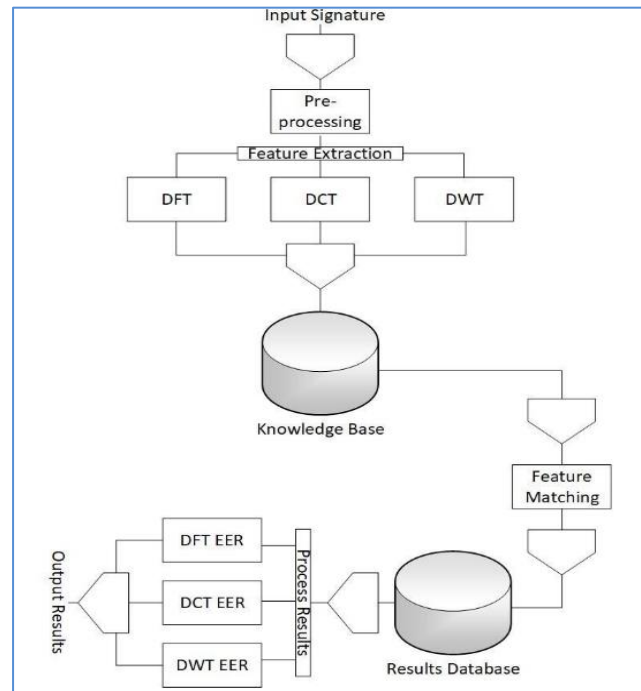 Input Signature
Pre-
processing
Feature Extraction
DFT
DCT
DWT
Knowledge Base
Feature
Matching
Results Database
Process Results
DFT EER
DCT EER
DWT EER
Output Results